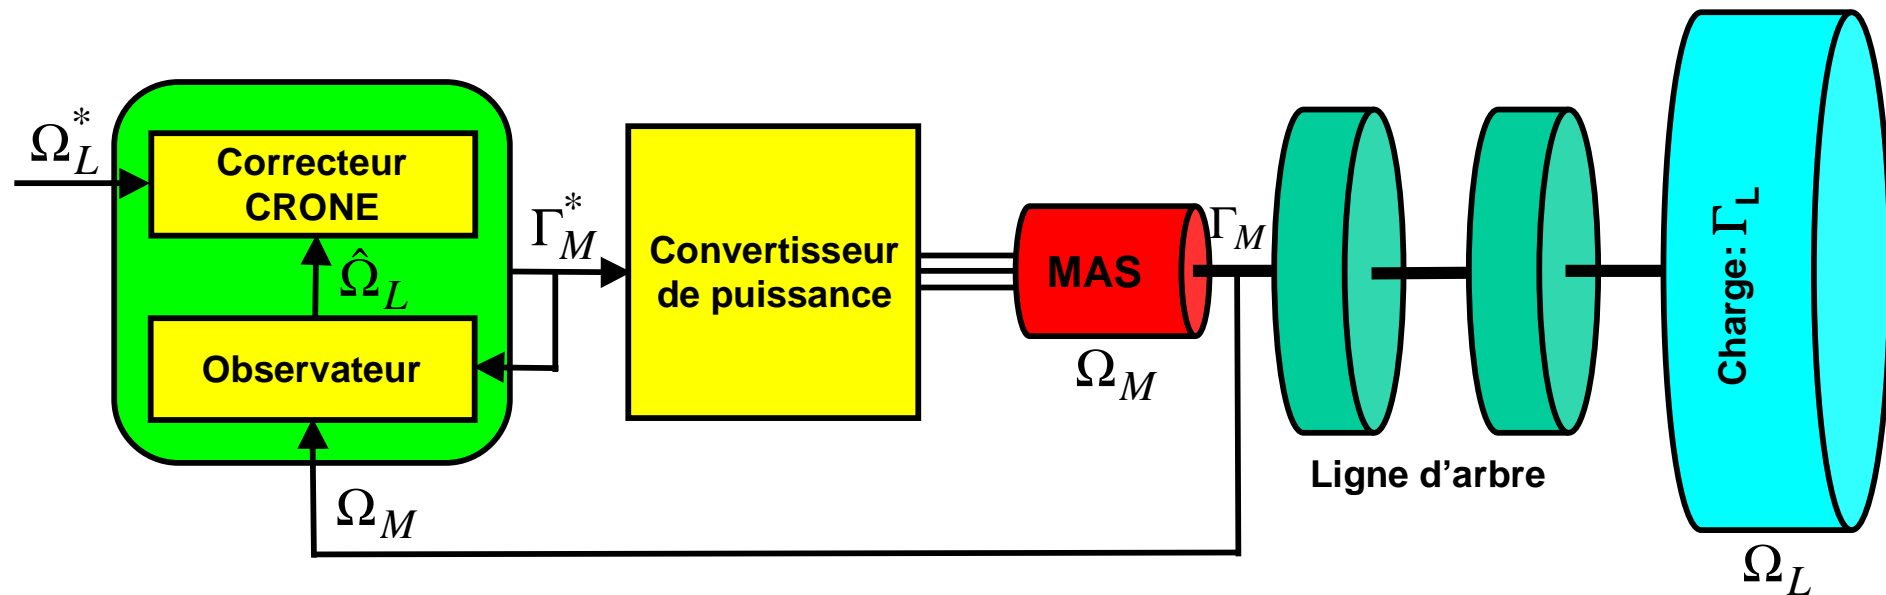 Ω*L
Correcteur
CRONE
Ω̂L
Observateur
ΩM
Γ*M
Convertisseur
de puissance
MAS
ΩM
ΓM
Ligne d’arbre
Charge: ΓL
ΩL